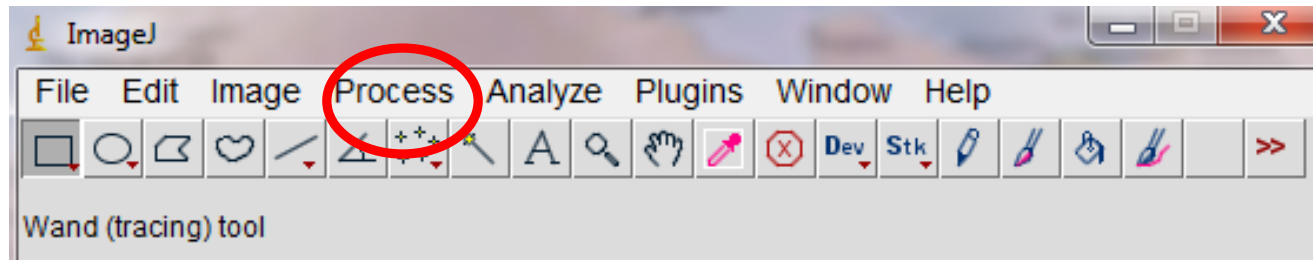 ImageJ
File Edit Image Process Analyze Plugins Window Help
A Dev Stk >>
Wand (tracing) tool